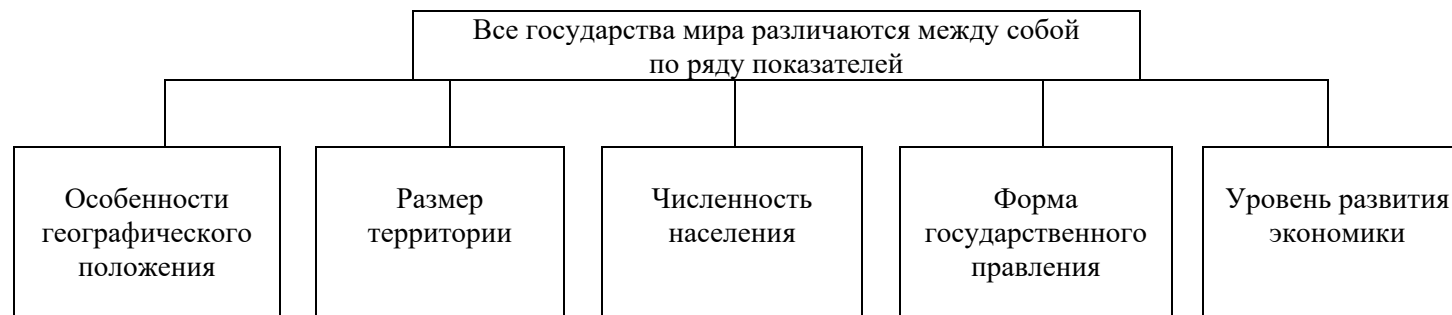 Все государства мира различаются между собой
по ряду показателей
Особенности
географического
положения
Размер
территории
Численность
населения
Форма
государственного
правления
Уровень развития
экономики